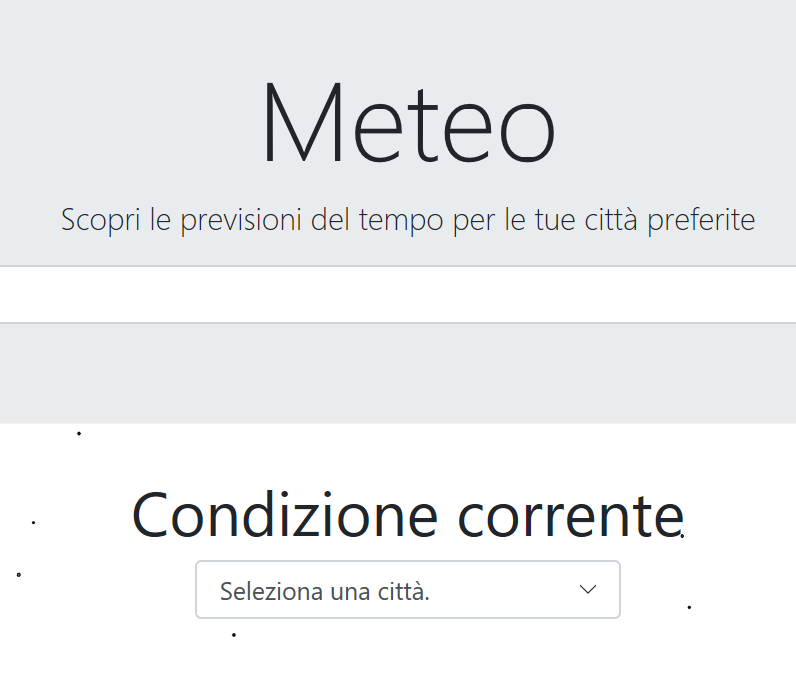 Meteo
Scopri le previsioni del tempo per le tue città preferite
Condizione corrente
Seleziona una città.